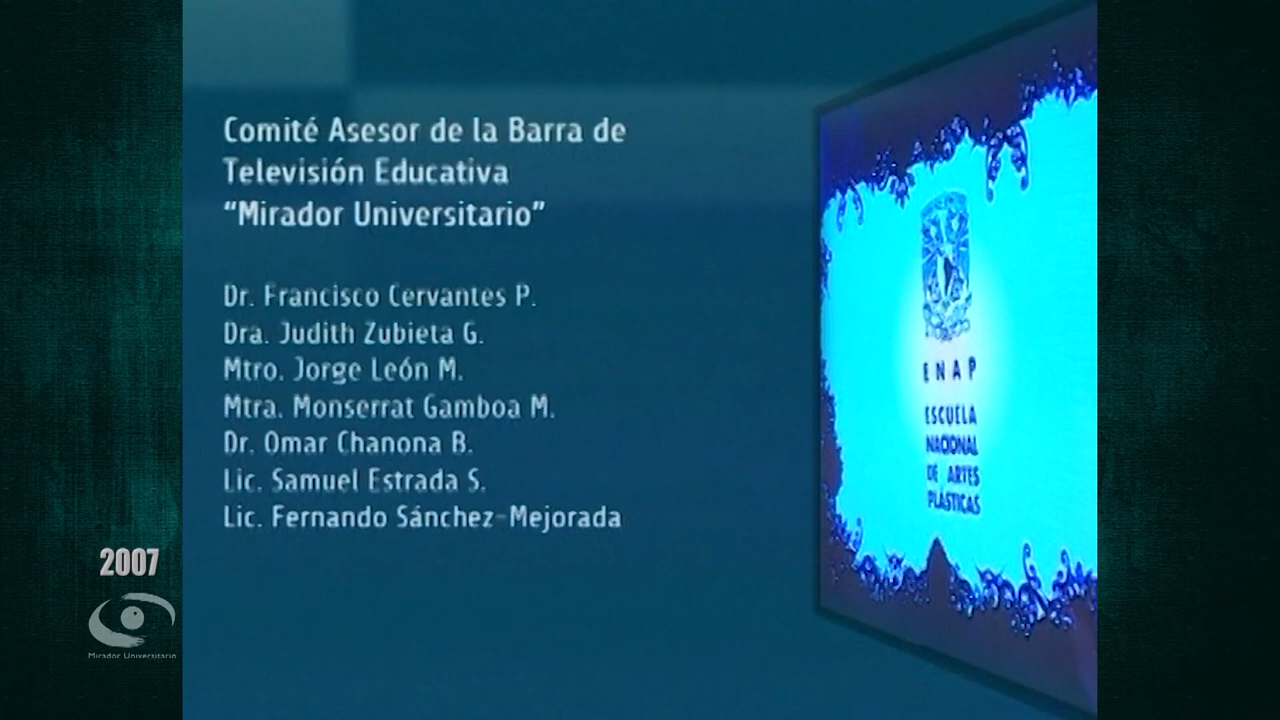 Comité Asesor de la Barra de
Televisión Educativa
“Mirador Universitario”
Dr. Francisco Cervantes P.
Dra. Judith Zubieta G.
Mtro. Jorge León M.
Mtra. Monserrat Gamboa M.
Dr. Omar Chanona B.
Lic. Samuel Estrada S.
Lic. Fernando Sánchez-Mejorada
ENAP
ESCUELA
NACIONAL
DE ARTES
PLÁSTICAS
2007
Mirador Universitario